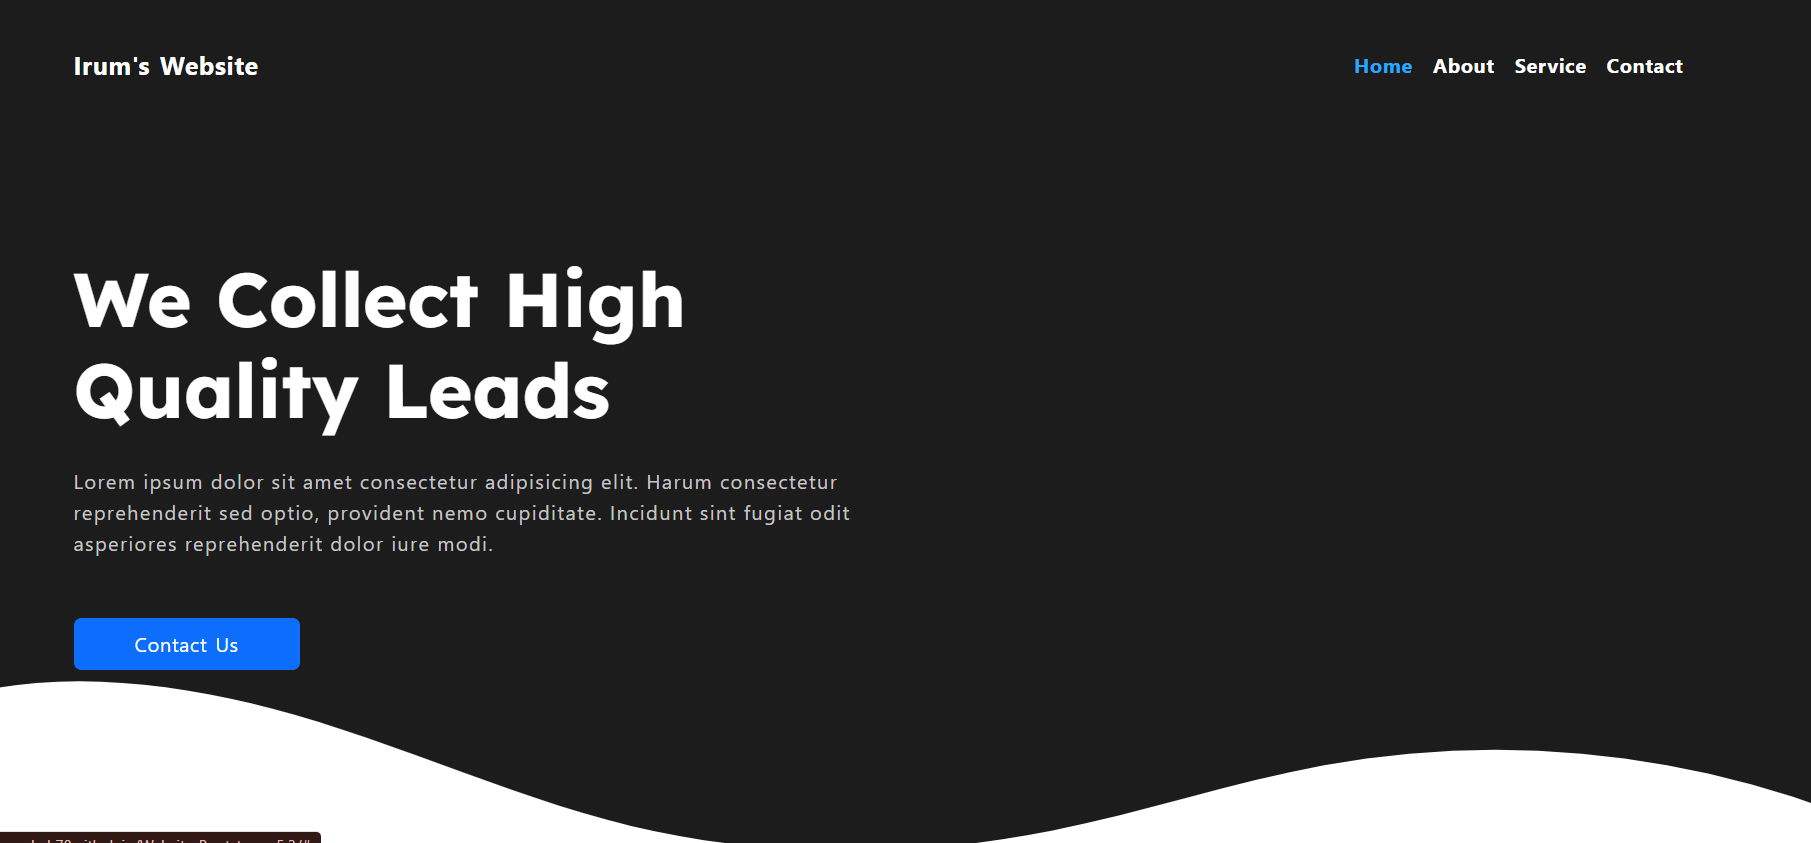 Irum's Website
Home About Service Contact
We Collect High
Quality Leads
Lorem ipsum dolor sit amet consectetur adipisicing elit. Harum consectetur
reprehenderit sed optio, provident nemo cupiditate. Incidunt sint fugiat odit
asperiores reprehenderit dolor iure modi.
Contact Us